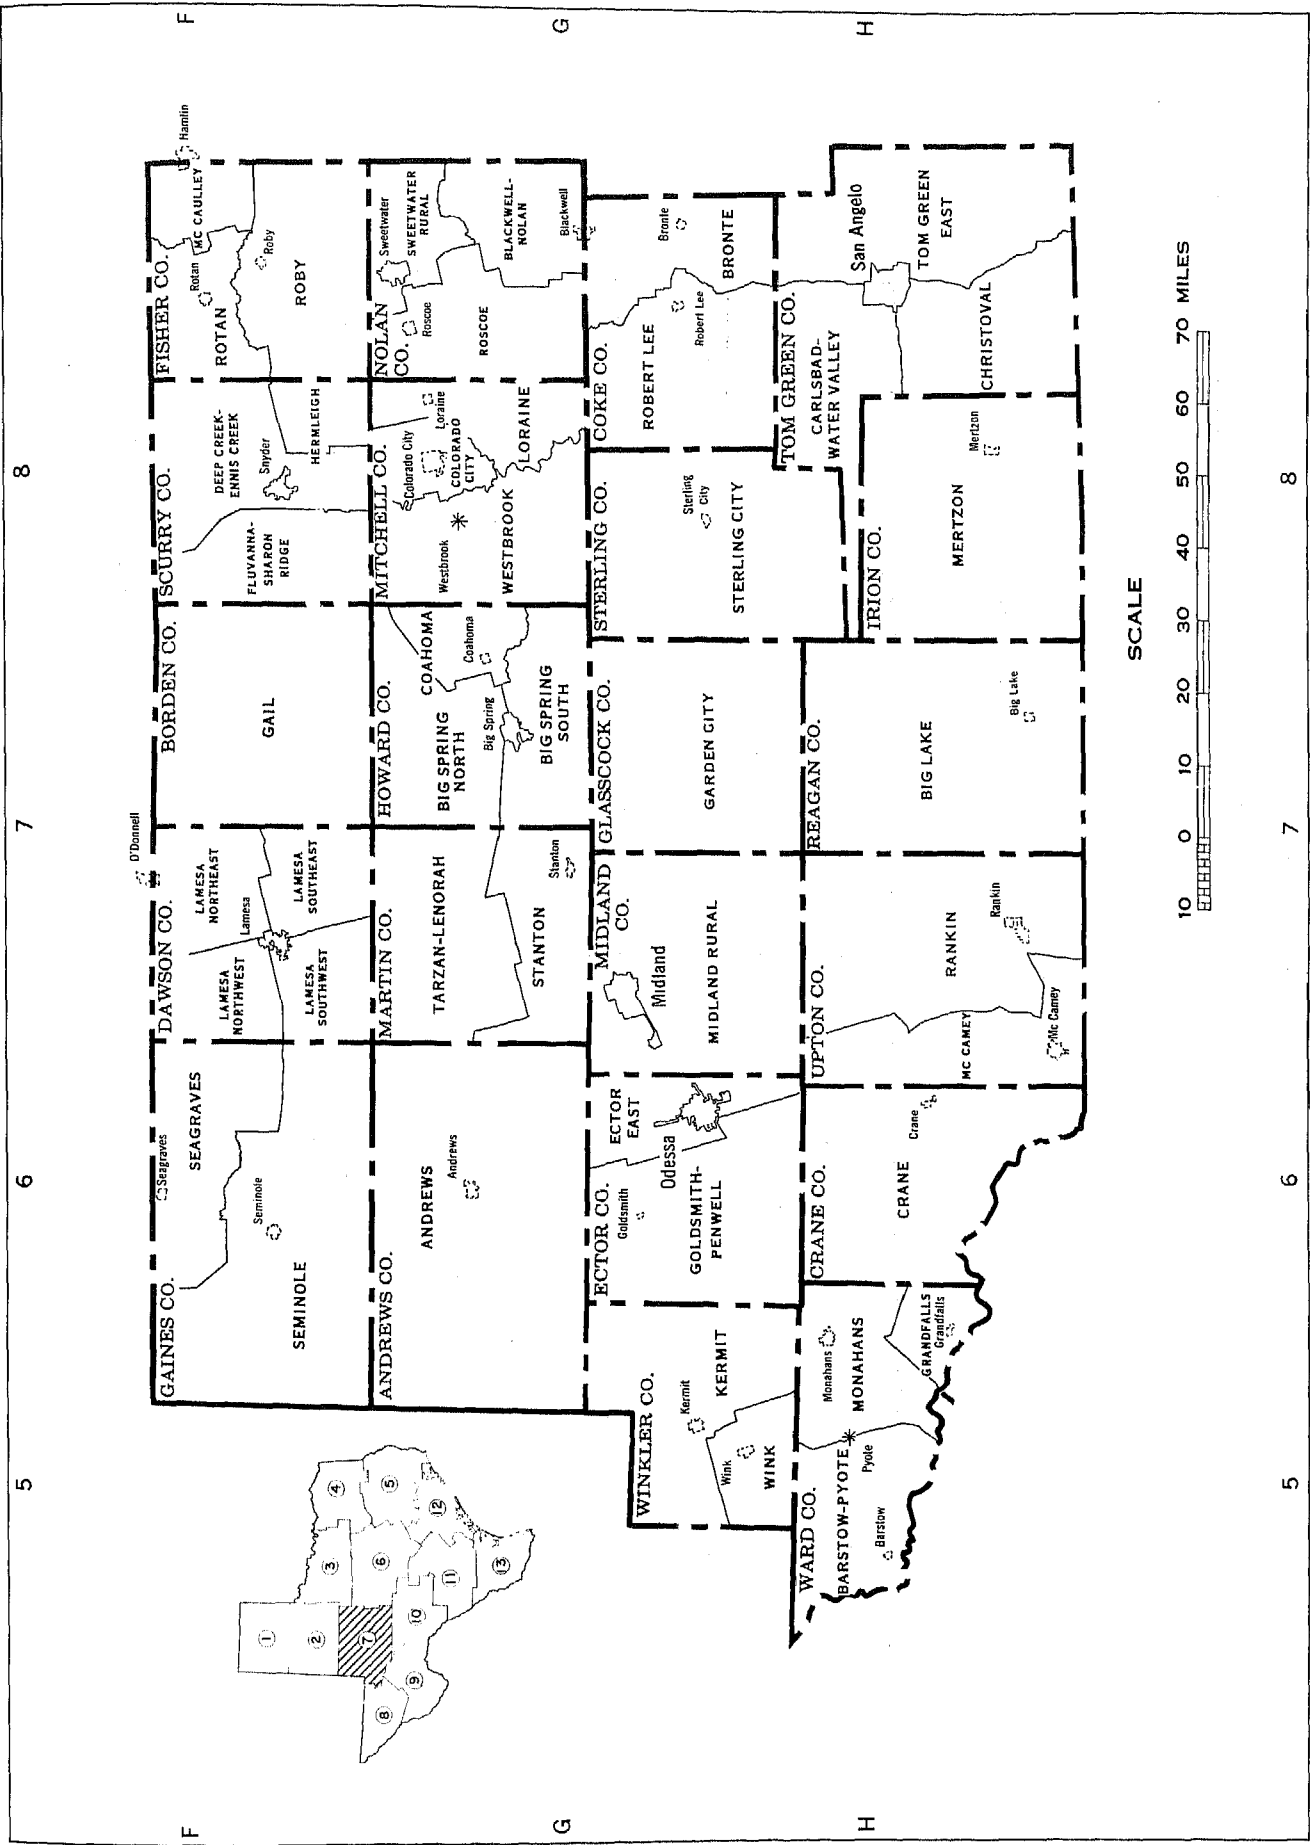 5
6
7
8
F
G
H
F
G
H
5
6
7
8
①
②
③
④
⑤
⑥
⑦
⑧
⑨
⑩
⑪
⑫
⑬
GAINES CO.
Seagraves
SEAGRAVES
Seminole
SEMINOLE
DAWSON CO.
O'Donnell
LAMESA
NORTHWEST
LAMESA
NORTHEAST
Lamesa
LAMESA
SOUTHWEST
LAMESA
SOUTHEAST
BORDEN CO.
GAIL
SCURRY CO.
FLUVANNA-
SHARON
RIDGE
DEEP CREEK-
ENNIS CREEK
Snyder
HERMLEIGH
FISHER CO.
Rotan
MC CAULLEY
Hamlin
ROTAN
Roby
ROBY
ANDREWS CO.
ANDREWS
Andrews
MARTIN CO.
TARZAN-LENORAH
STANTON
Stanton
HOWARD CO.
COAHOMA
Coahoma
BIG SPRING
NORTH
Big Spring
BIG SPRING
SOUTH
MITCHELL CO.
Colorado City
Loraine
COLORADO
CITY
Westbrook
WESTBROOK
LORAINE
NOLAN
CO.
Sweetwater
SWEETWATER
RURAL
Roscoe
ROSCOE
BLACKWELL-
NOLAN
Blackwell
WINKLER CO.
Kermit
KERMIT
Wink
WINK
ECTOR CO.
Goldsmith
ECTOR
EAST
Odessa
GOLDSMITH-
PENWELL
MIDLAND
CO.
Midland
MIDLAND RURAL
GLASSCOCK CO.
GARDEN CITY
STERLING CO.
Sterling
City
STERLING CITY
COKE CO.
ROBERT LEE
Robert Lee
Bronte
BRONTE
WARD CO.
BARSTOW-PYOTE
Pyote
Barstow
Monahans
MONAHANS
GRANDFALLS
Grandfalls
CRANE CO.
Crane
CRANE
UPTON CO.
RANKIN
Rankin
MC CAMEY
Mc Camey
REAGAN CO.
BIG LAKE
Big Lake
IRION CO.
MERTZON
Mertzon
TOM GREEN CO.
CARLSBAD-
WATER VALLEY
San Angelo
TOM GREEN
EAST
CHRISTOVAL
SCALE
10 0 10 20 30 40 50 60 70 MILES